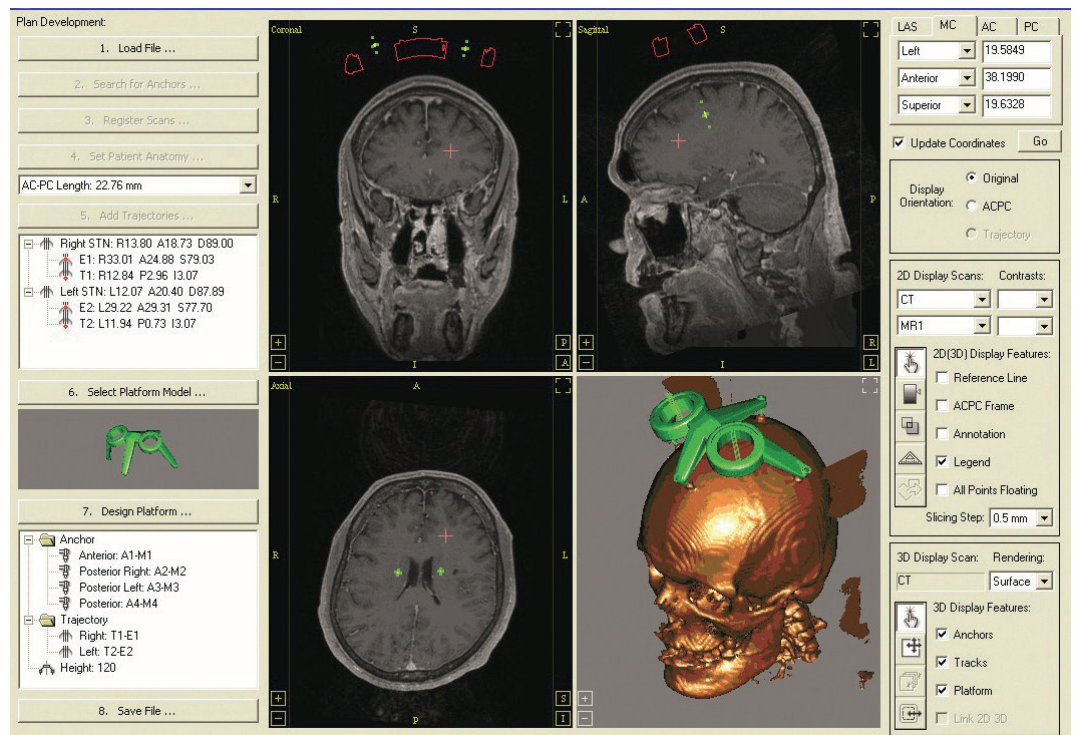 Plan Development:
1. Load File ...
2. Search for Anchors ...
3. Register Scans ...
4. Set Patient Anatomy ...
AC-PC Length: 22.76 mm
5. Add Trajectories ...
Right STN: R13.80 A18.73 D89.00
E1: R33.01 A24.88 S79.03
T1: R12.84 P2.96 I3.07
Left STN: L12.07 A20.40 D87.89
E2: L29.22 A29.31 S77.70
T2: L11.94 P0.73 I3.07
6. Select Platform Model ...
7. Design Platform ...
Anchor
Anterior: A1-M1
Posterior Right: A2-M2
Posterior Left: A3-M3
Posterior: A4-M4
Trajectory
Right: T1-E1
Left: T2-E2
Height: 120
8. Save File ...
Coronal
S
R
L
I
+
−
P
A
Sagittal
S
A
P
I
+
−
R
L
Axial
A
R
L
P
+
−
S
I
+
−
LAS MC AC PC
Left 19.5849
Anterior 38.1990
Superior 19.6328
Update Coordinates Go
Display Orientation:
Original
ACPC
Trajectory
2D Display Scans: Contrasts:
CT
MR1
2D(3D) Display Features:
Reference Line
ACPC Frame
Annotation
Legend
All Points Floating
Slicing Step: 0.5 mm
3D Display Scan: Rendering:
CT Surface
3D Display Features:
Anchors
Tracks
Platform
Link 2D 3D